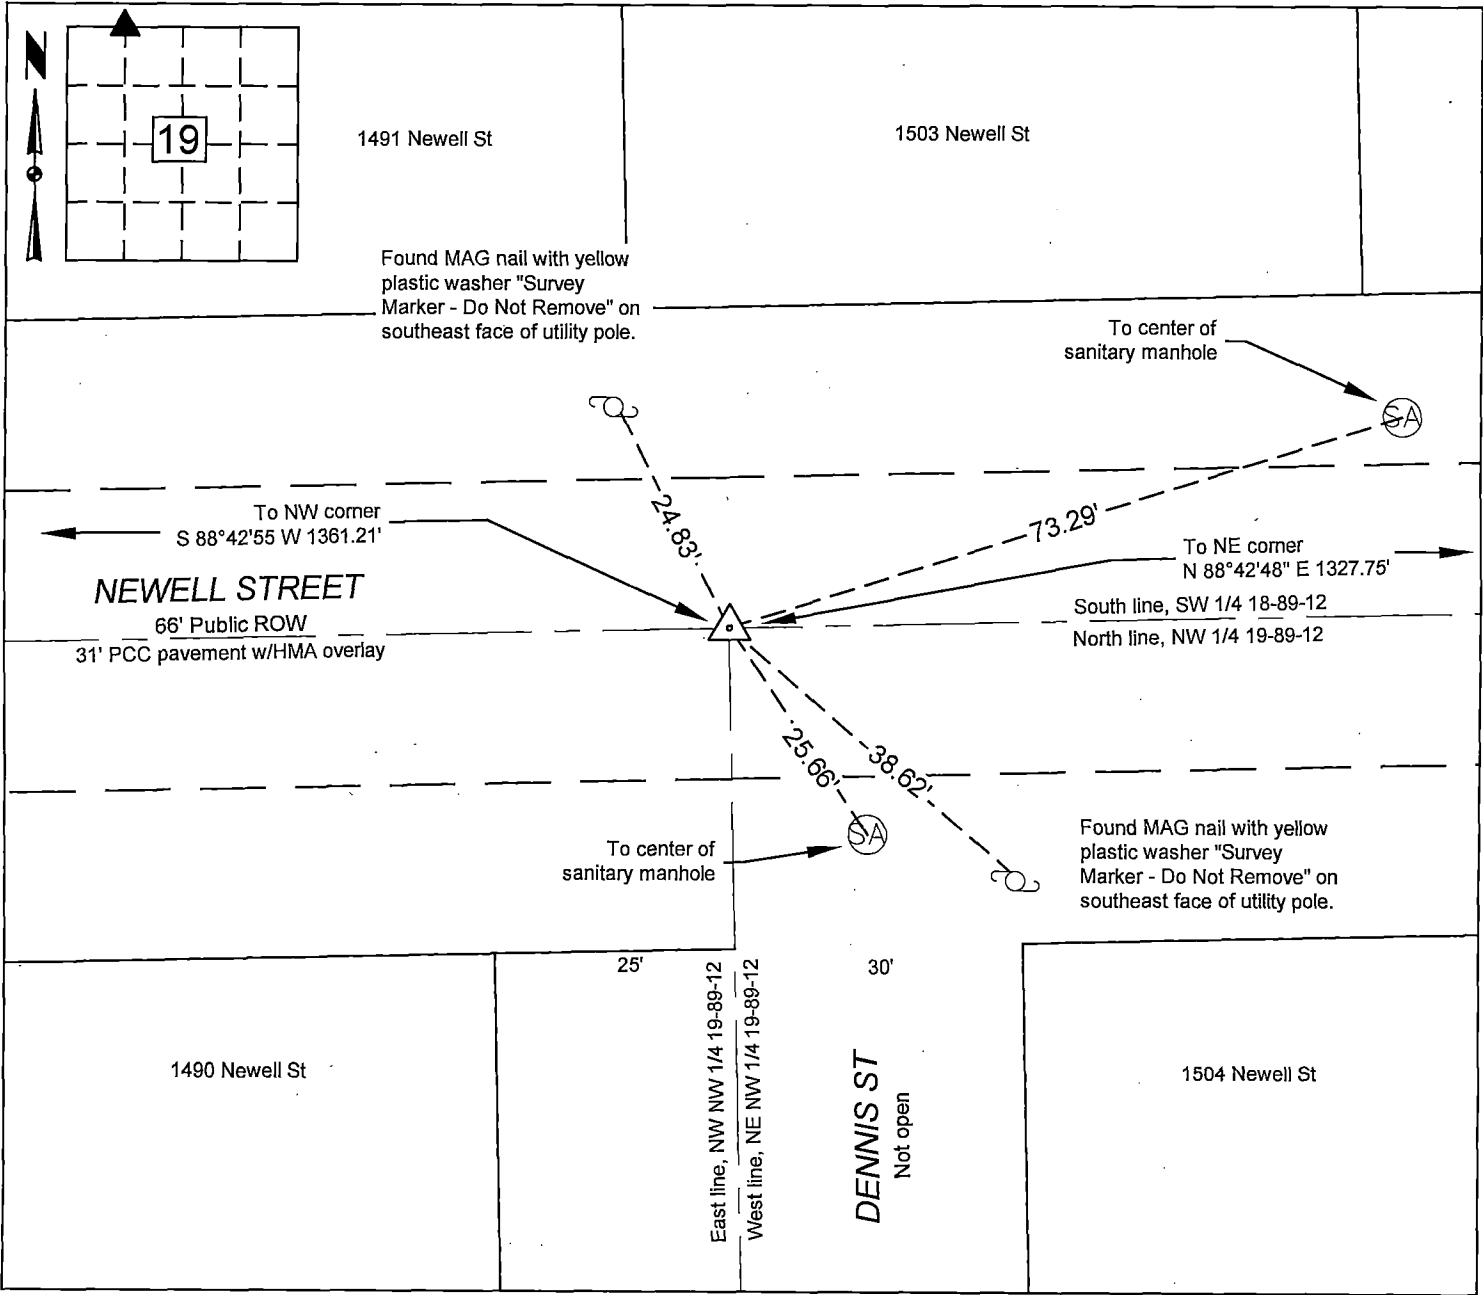 N
19
1491 Newell St
1503 Newell St
Found MAG nail with yellow
plastic washer "Survey
Marker - Do Not Remove" on
southeast face of utility pole.
To center of
sanitary manhole
SA
24.83'
73.29'
To NW corner
S 88°42'55 W 1361.21'
To NE corner
N 88°42'48" E 1327.75'
NEWELL STREET
66' Public ROW
31' PCC pavement w/HMA overlay
South line, SW 1/4 18-89-12
North line, NW 1/4 19-89-12
25.66'
38.62'
SA
To center of
sanitary manhole
Found MAG nail with yellow
plastic washer "Survey
Marker - Do Not Remove" on
southeast face of utility pole.
25'
30'
East line, NW NW 1/4 19-89-12
West line, NE NW 1/4 19-89-12
DENNIS ST
Not open
1490 Newell St
1504 Newell St